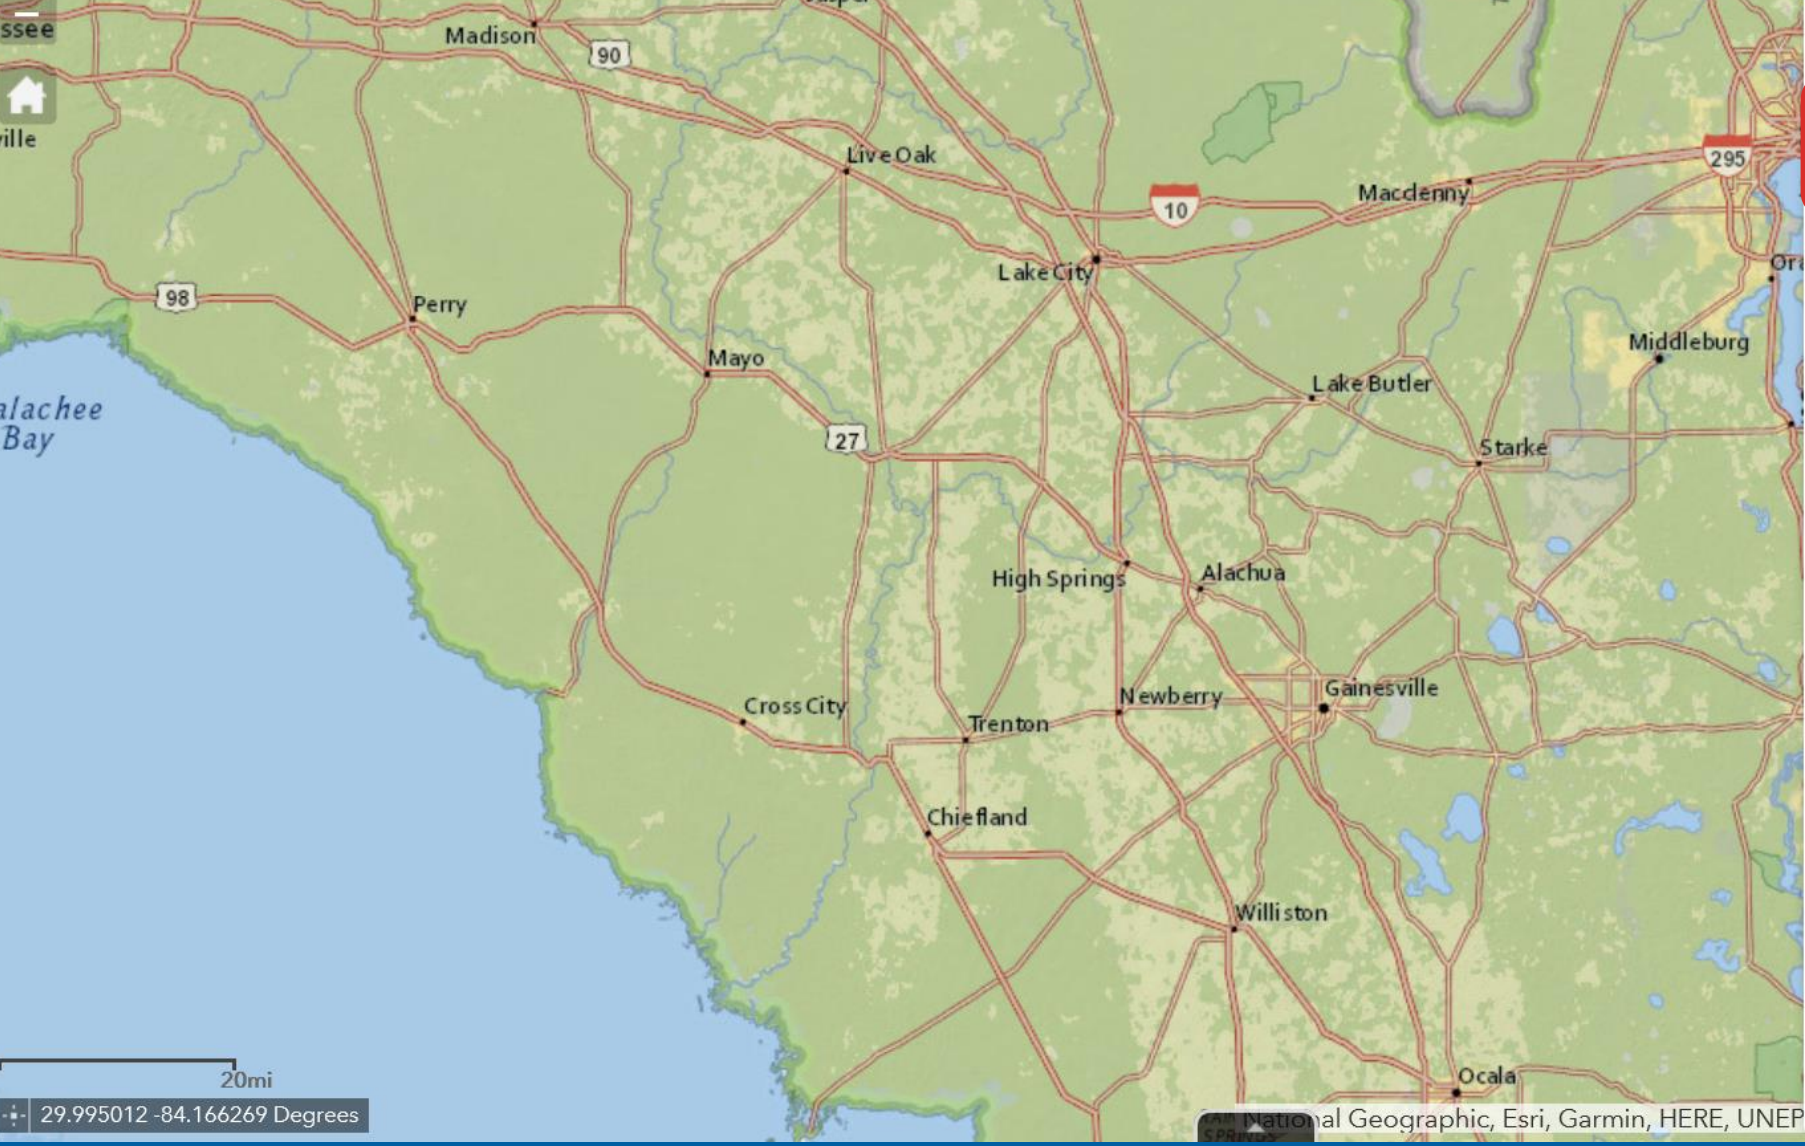 ssee
Madison
90
ville
Live Oak
295
10
Macclenny
Lake City
98
Perry
Mayo
Middleburg
Lake Butler
alachee
Bay
27
Starke
High Springs
Alachua
Cross City
Newberry
Gainesville
Trenton
Chiefland
Williston
20mi
Ocala
29.995012 -84.166269 Degrees
National Geographic, Esri, Garmin, HERE, UNEP
SPRINGS